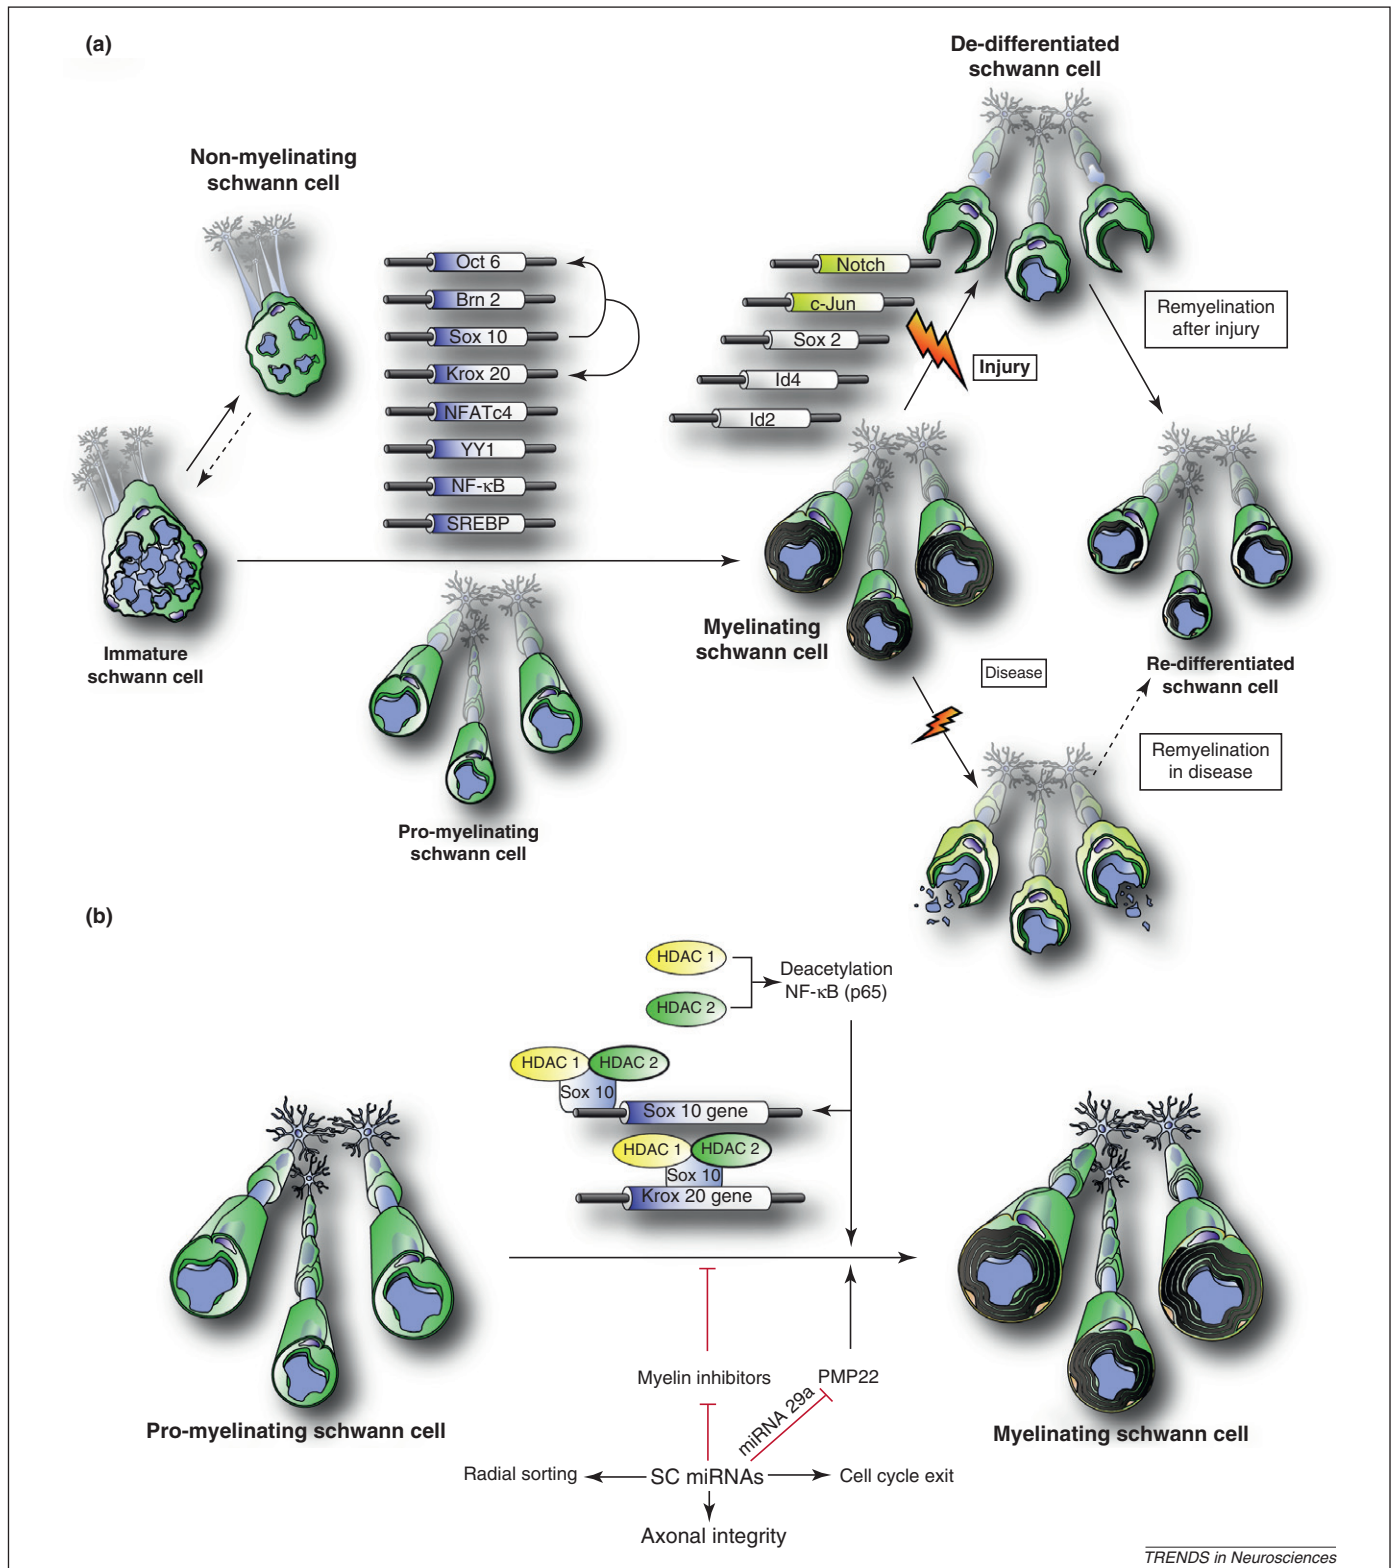 (a)
De-differentiated
schwann cell
Non-myelinating
schwann cell
Oct 6
Brn 2
Sox 10
Krox 20
NFATc4
YY1
NF-κB
SREBP
Notch
c-Jun
Sox 2
Id4
Id2
Injury
Remyelination
after injury
Immature
schwann cell
Myelinating
schwann cell
Pro-myelinating
schwann cell
Disease
Re-differentiated
schwann cell
Remyelination
in disease
(b)
HDAC 1
HDAC 2
Deacetylation
NF-κB (p65)
HDAC 1
HDAC 2
Sox 10
Sox 10 gene
HDAC 1
HDAC 2
Sox 10
Krox 20 gene
Myelin inhibitors
PMP22
miRNA 29a
Pro-myelinating schwann cell
Myelinating schwann cell
Radial sorting
SC miRNAs
Cell cycle exit
Axonal integrity
TRENDS in Neurosciences